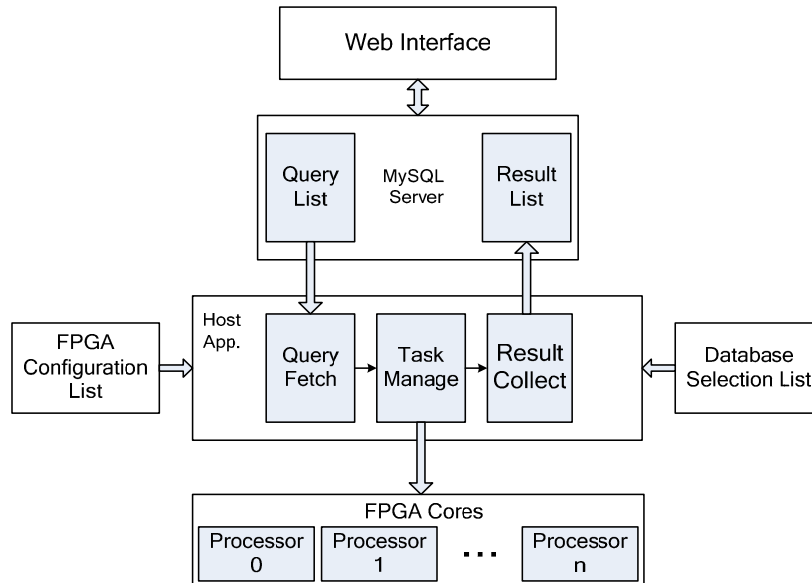 Web Interface
Query
List
MySQL
Server
Result
List
Host
App.
Query
Fetch
Task
Manage
Result
Collect
FPGA
Configuration
List
Database
Selection List
FPGA Cores
Processor
0
Processor
1
...
Processor
n